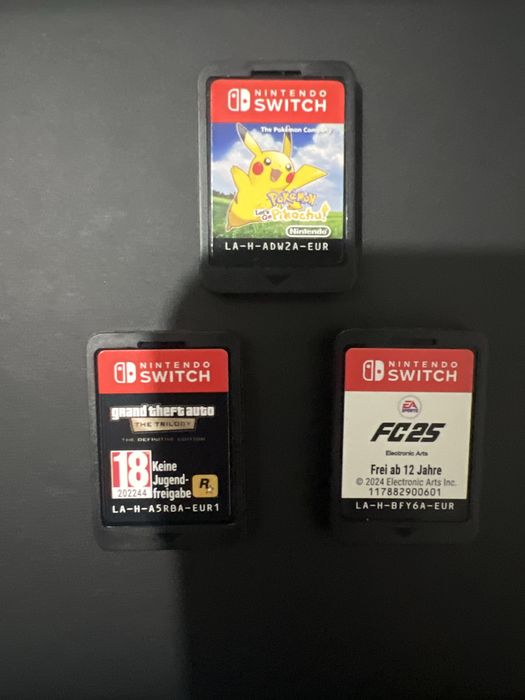 NINTENDO
SWITCH
The Pokémon Company
POKÉMON
Let's Go Pikachu!
Nintendo
LA-H-ADW2A-EUR
NINTENDO
SWITCH
grand theft auto
THE TRILOGY
THE DEFINITIVE EDITION
18
202244
Keine
Jugend-
freigabe
R
LA-H-A5RBA-EUR1
NINTENDO
SWITCH
EA
SPORTS
FC25
Electronic Arts
Frei ab 12 Jahre
© 2024 Electronic Arts Inc.
117882900601
LA-H-BFY6A-EUR